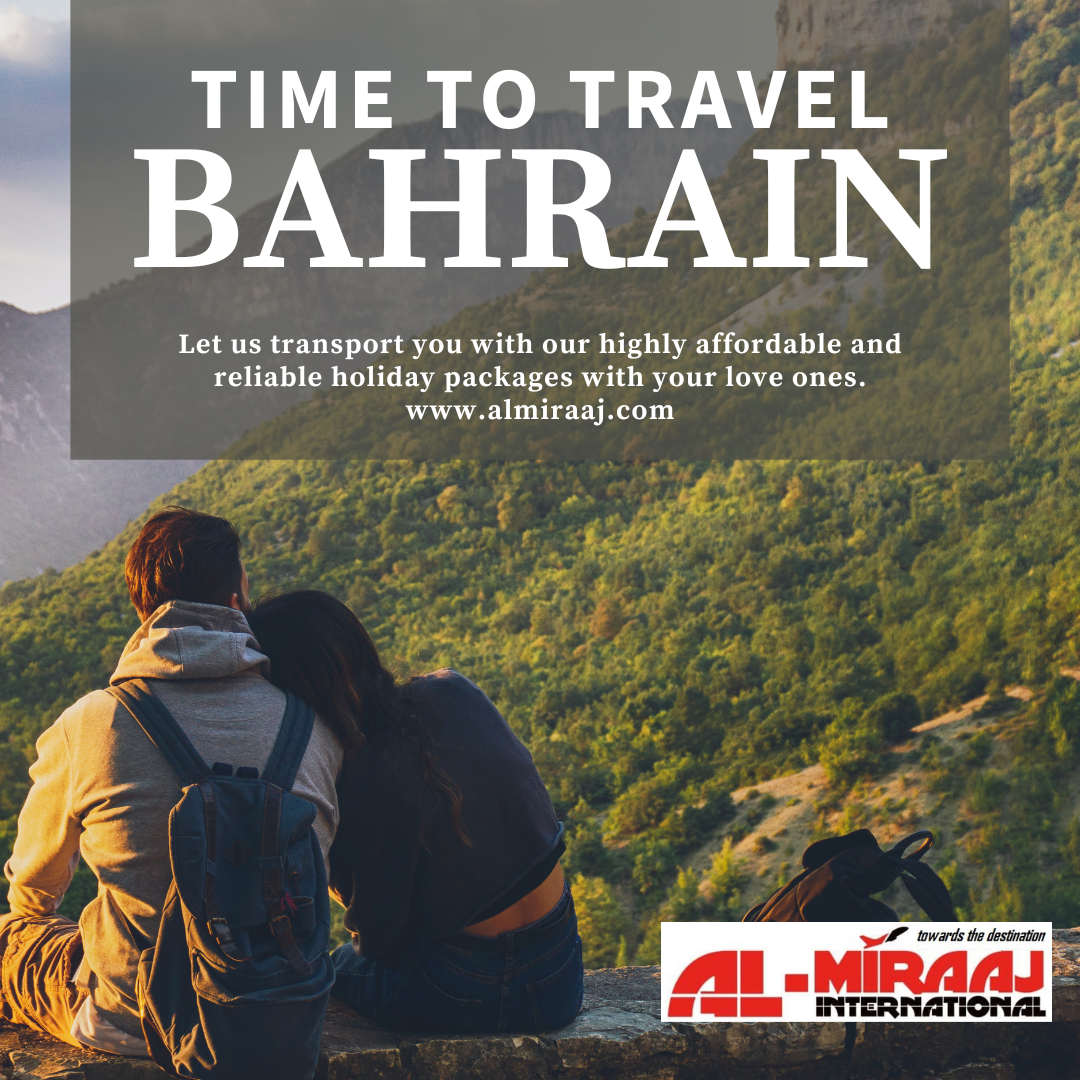 TIME TO TRAVEL
BAHRAIN
Let us transport you with our highly affordable and
reliable holiday packages with your love ones.
www.almiraaj.com
towards the destination
AL-MIRAAJ
INTERNATIONAL